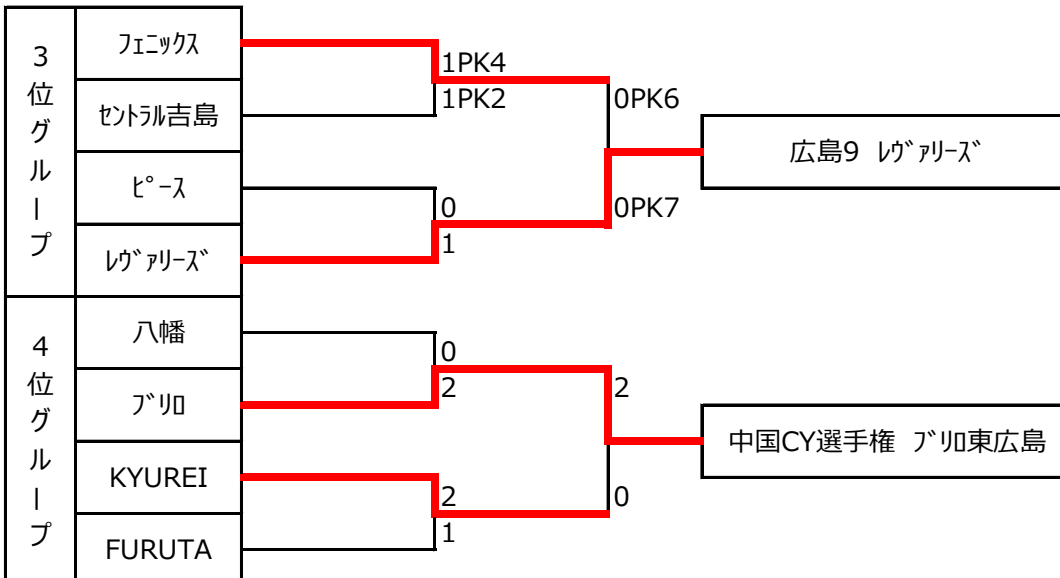 3位グループ
ﾌｪﾆｯｸｽ
ｾﾝﾄﾗﾙ吉島
ﾋﾟｰｽ
ﾚｳﾞｧﾘｰｽﾞ
1PK4
1PK2
0
1
0PK6
0PK7
広島9 ﾚｳﾞｧﾘｰｽﾞ
4位グループ
八幡
ﾌﾞﾘﾛ
KYUREI
FURUTA
0
2
2
1
2
0
中国CY選手権 ﾌﾞﾘﾛ東広島